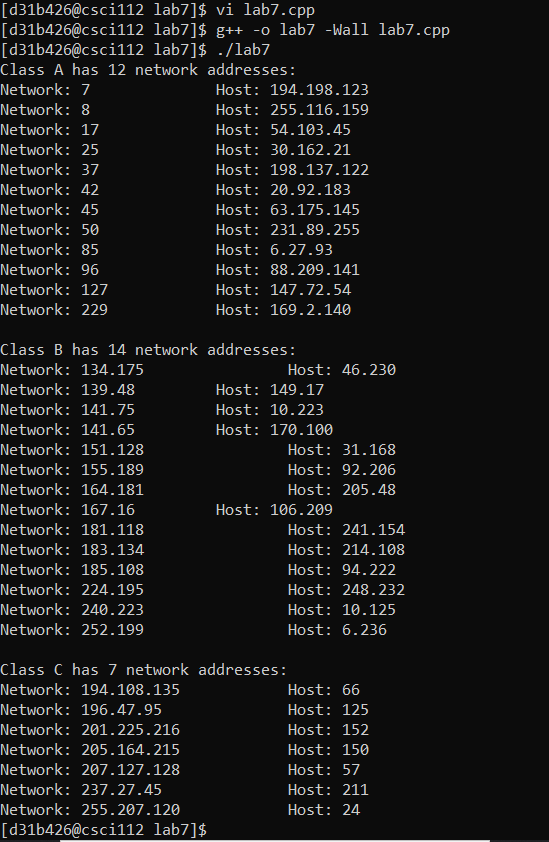 [d31b426@csci112 lab7]$ vi lab7.cpp
[d31b426@csci112 lab7]$ g++ -o lab7 -Wall lab7.cpp
[d31b426@csci112 lab7]$ ./lab7
Class A has 12 network addresses:
Network: 7 Host: 194.198.123
Network: 8 Host: 255.116.159
Network: 17 Host: 54.103.45
Network: 25 Host: 30.162.21
Network: 37 Host: 198.137.122
Network: 42 Host: 20.92.183
Network: 45 Host: 63.175.145
Network: 50 Host: 231.89.255
Network: 85 Host: 6.27.93
Network: 96 Host: 88.209.141
Network: 127 Host: 147.72.54
Network: 229 Host: 169.2.140

Class B has 14 network addresses:
Network: 134.175 Host: 46.230
Network: 139.48 Host: 149.17
Network: 141.75 Host: 10.223
Network: 141.65 Host: 170.100
Network: 151.128 Host: 31.168
Network: 155.189 Host: 92.206
Network: 164.181 Host: 205.48
Network: 167.16 Host: 106.209
Network: 181.118 Host: 241.154
Network: 183.134 Host: 214.108
Network: 185.108 Host: 94.222
Network: 224.195 Host: 248.232
Network: 240.223 Host: 10.125
Network: 252.199 Host: 6.236

Class C has 7 network addresses:
Network: 194.108.135 Host: 66
Network: 196.47.95 Host: 125
Network: 201.225.216 Host: 152
Network: 205.164.215 Host: 150
Network: 207.127.128 Host: 57
Network: 237.27.45 Host: 211
Network: 255.207.120 Host: 24
[d31b426@csci112 lab7]$